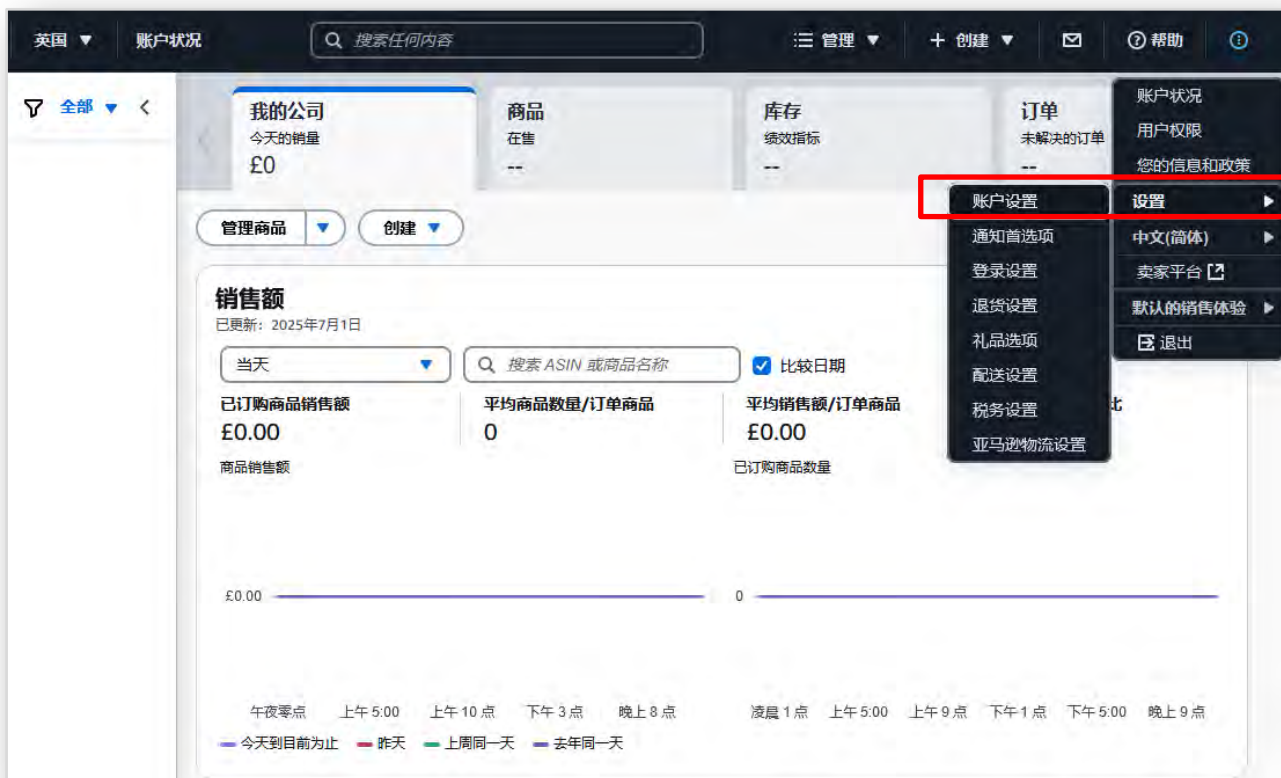 英国 ▼ 账户状况 搜索任何内容 管理 ▼ + 创建 ▼ 帮助
全部 ▼
我的公司
今天的销量
£0
商品
在售
--
库存
绩效指标
--
订单
未解决的订单
--
账户状况
用户权限
您的信息和政策
设置
中文(简体)
卖家平台
默认的销售体验
退出
账户设置
通知首选项
登录设置
退货设置
礼品选项
配送设置
税务设置
亚马逊物流设置
管理商品 ▼ 创建 ▼
销售额
已更新: 2025年7月1日
当天 ▼ 搜索 ASIN 或商品名称 比较日期
已订购商品销售额 平均商品数量/订单商品 平均销售额/订单商品 比
£0.00 0 £0.00
商品销售额 已订购商品数量
£0.00 0
午夜零点 上午 5:00 上午 10 点 下午 3 点 晚上 8 点 凌晨 1 点 上午 5:00 上午 9 点 下午 1 点 下午 5:00 晚上 9 点
今天到目前为止 昨天 上周同一天 去年同一天